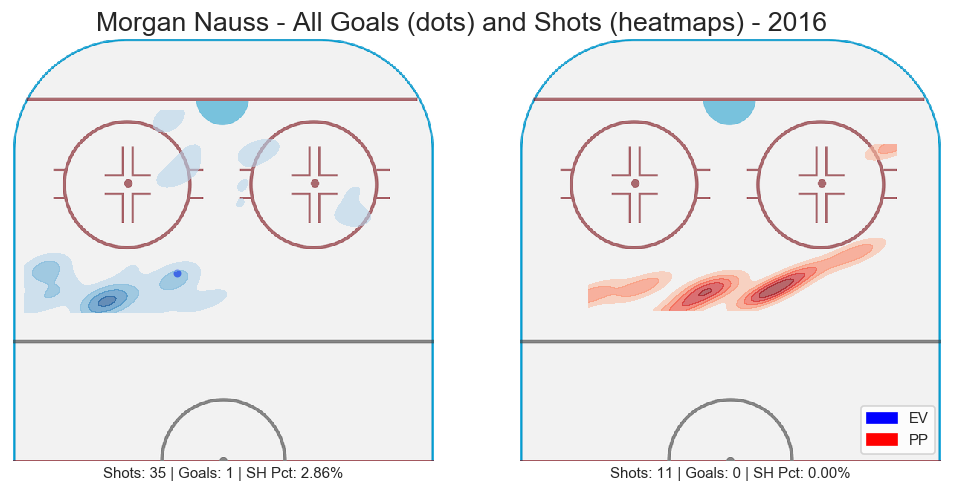 Morgan Nauss - All Goals (dots) and Shots (heatmaps) - 2016
EV
PP
Shots: 35 | Goals: 1 | SH Pct: 2.86%
Shots: 11 | Goals: 0 | SH Pct: 0.00%